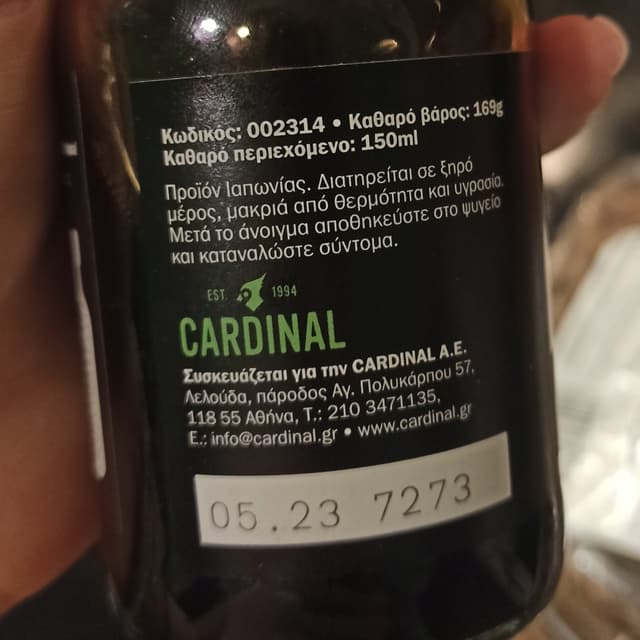 Κωδικός: 002314 • Καθαρό βάρος: 169g
Καθαρό περιεχόμενο: 150ml
Προϊόν Ιαπωνίας. Διατηρείται σε ξηρό
μέρος, μακριά από θερμότητα και υγρασία.
Μετά το άνοιγμα αποθηκεύστε στο ψυγείο
και καταναλώστε σύντομα.
EST. 1994
CARDINAL
Συσκευάζεται για την CARDINAL A.E.
Λελούδα, πάροδος Αγ. Πολυκάρπου 57,
118 55 Αθήνα, Τ.: 210 3471135,
E.: info@cardinal.gr • www.cardinal.gr
05.23 7273